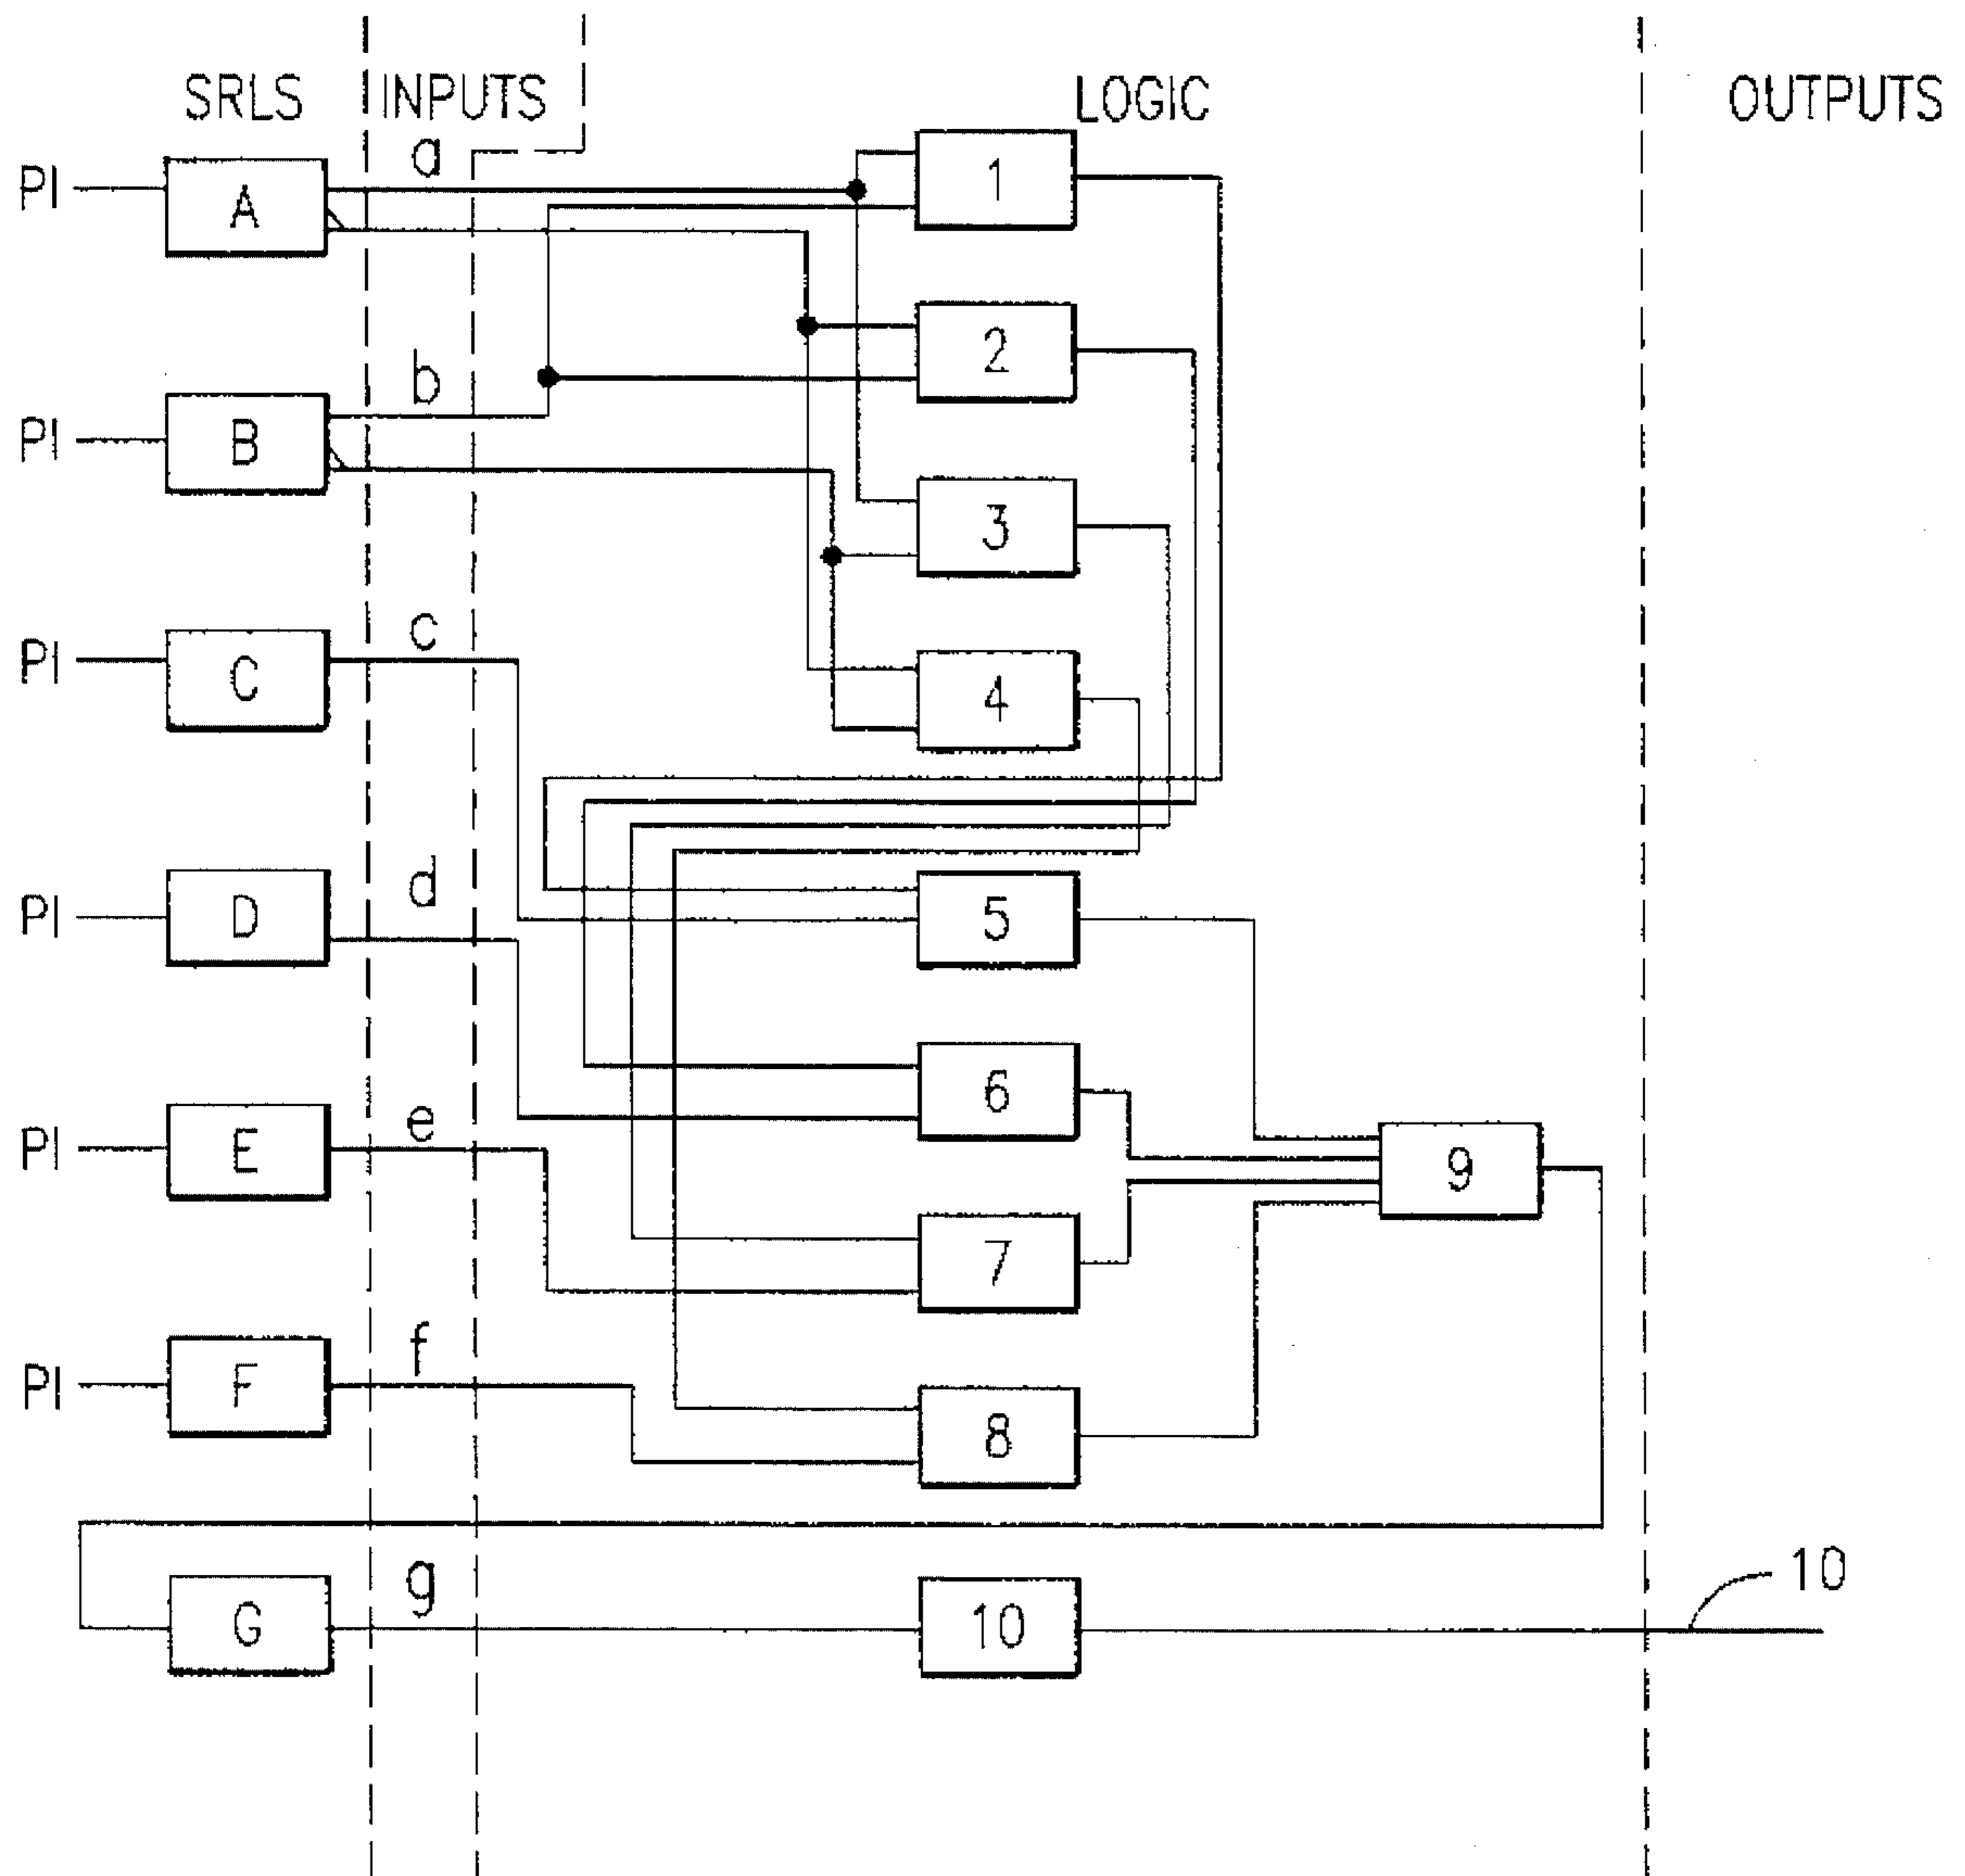 SRLS INPUTS LOGIC OUTPUTS
a
PI A 1
2
b
PI B
3
c
PI C 4
d
PI D 5
6
e
PI E 9
7
f
PI F 8
g 10
G 10